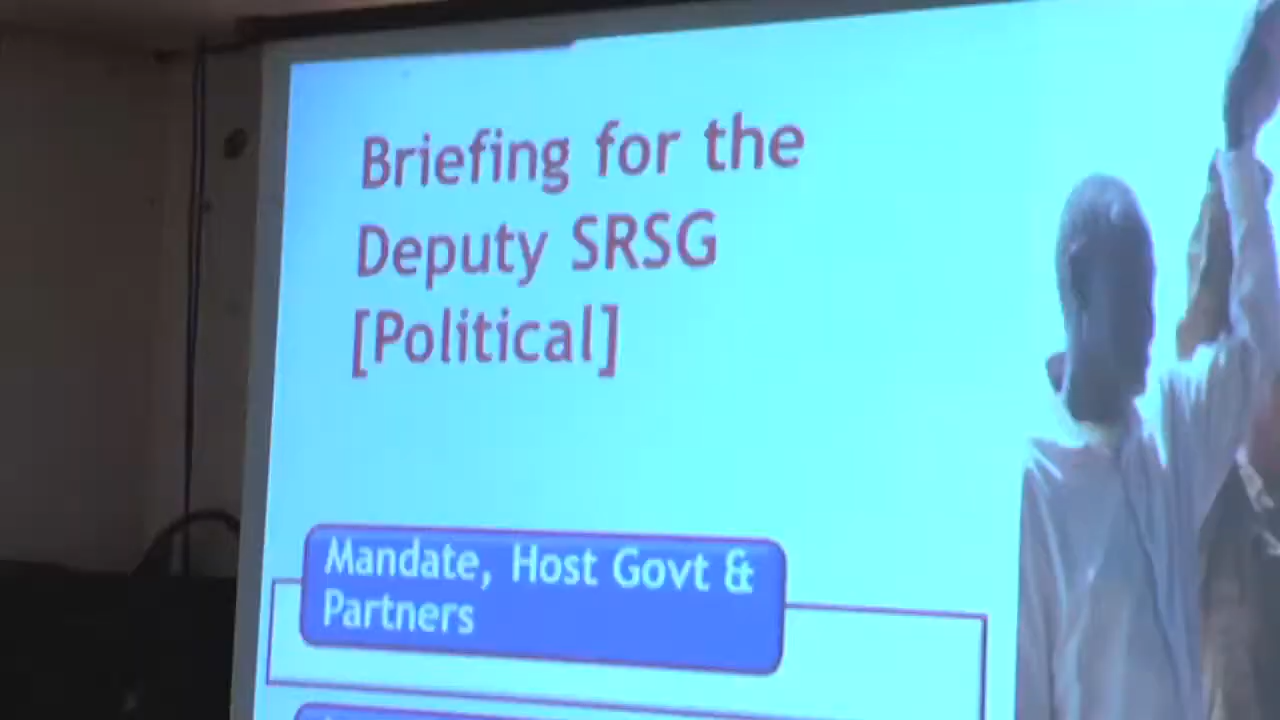 Briefing for the
Deputy SRSG
[Political]
Mandate, Host Govt &
Partners